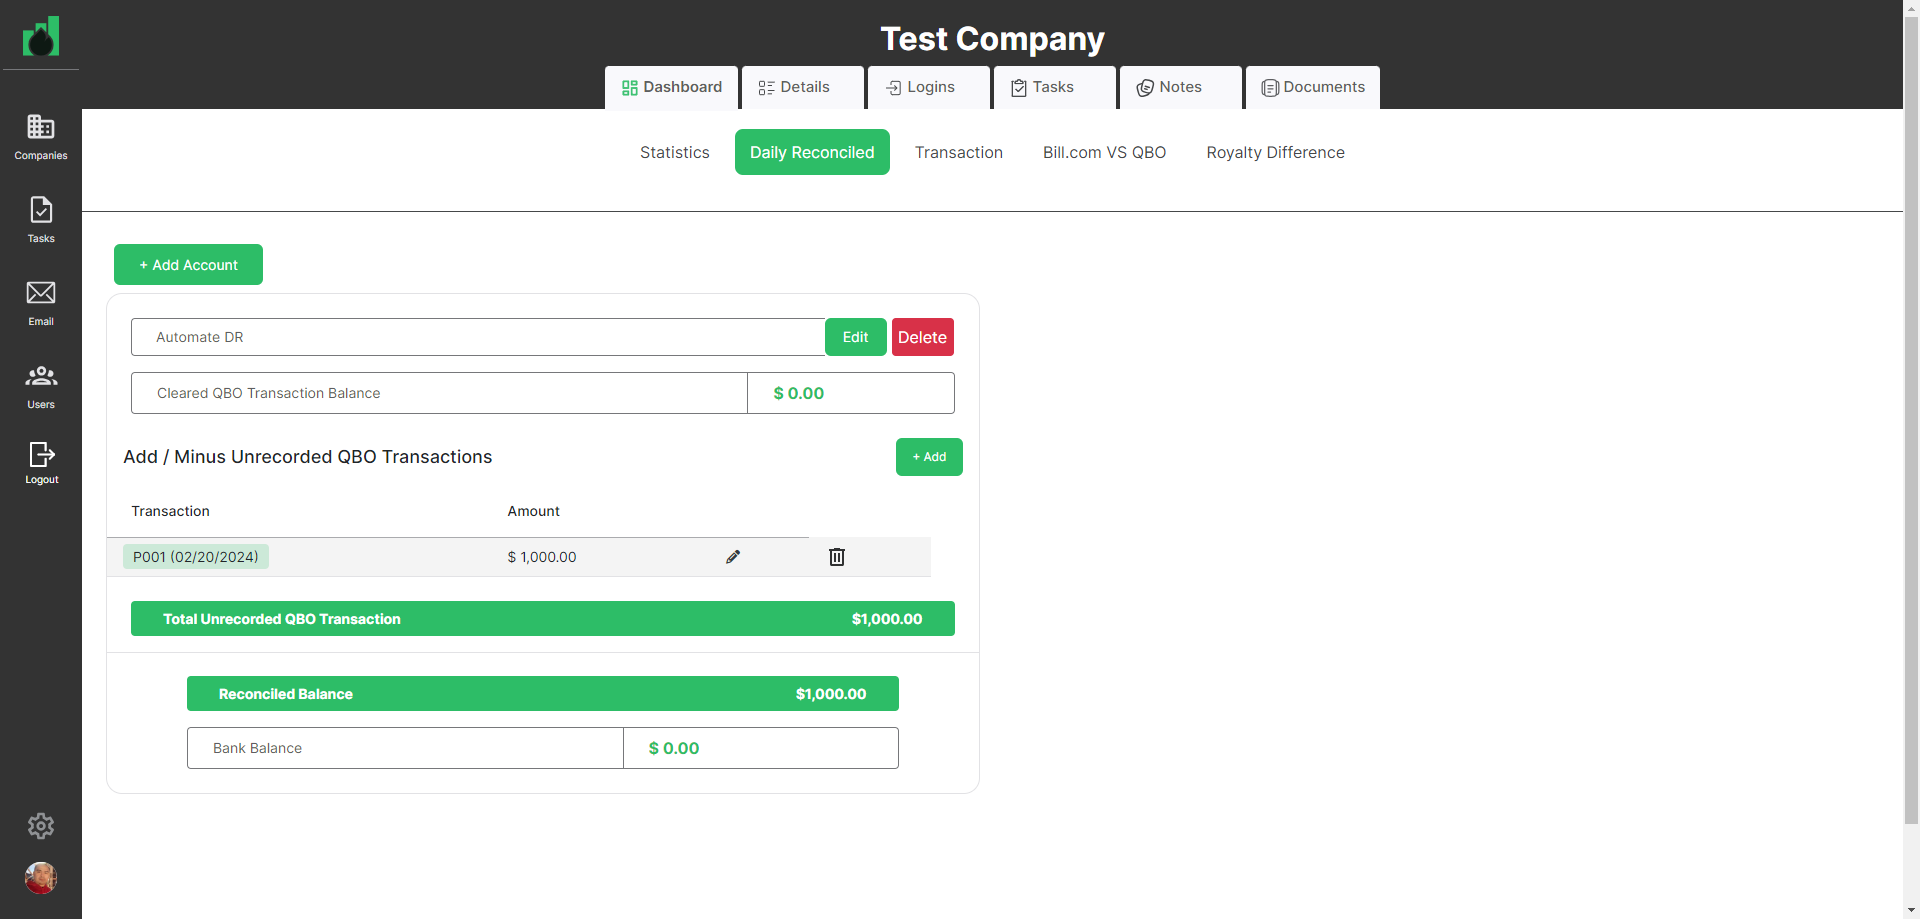 Test Company
Dashboard
Details
Logins
Tasks
Notes
Documents
Companies
Tasks
Email
Users
Logout
Statistics
Daily Reconciled
Transaction
Bill.com VS QBO
Royalty Difference
+ Add Account
Automate DR
Edit
Delete
Cleared QBO Transaction Balance
$ 0.00
Add / Minus Unrecorded QBO Transactions
+ Add
Transaction
Amount
P001 (02/20/2024)
$ 1,000.00
Total Unrecorded QBO Transaction
$1,000.00
Reconciled Balance
$1,000.00
Bank Balance
$ 0.00